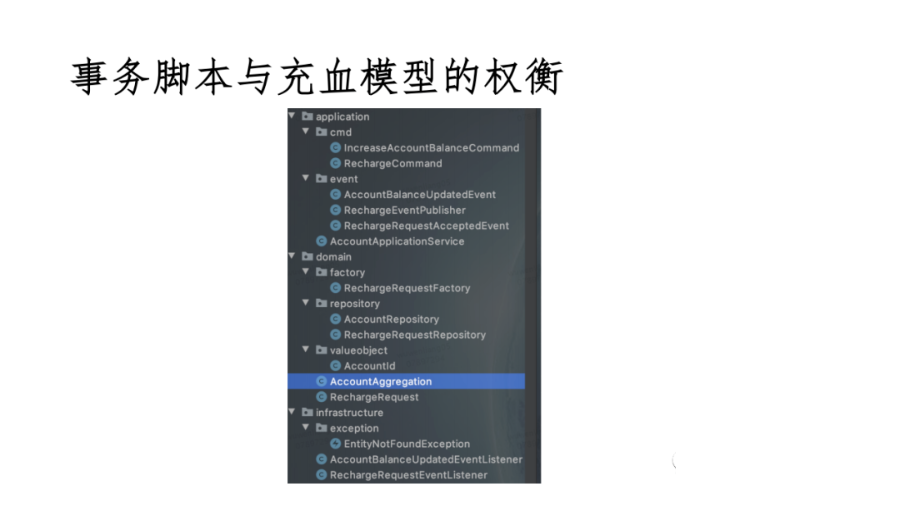 事务脚本与充血模型的权衡
application
cmd
IncreaseAccountBalanceCommand
RechargeCommand
event
AccountBalanceUpdatedEvent
RechargeEventPublisher
RechargeRequestAcceptedEvent
AccountApplicationService
domain
factory
RechargeRequestFactory
repository
AccountRepository
RechargeRequestRepository
valueobject
AccountId
AccountAggregation
RechargeRequest
infrastructure
exception
EntityNotFoundException
AccountBalanceUpdatedEventListener
RechargeRequestEventListener